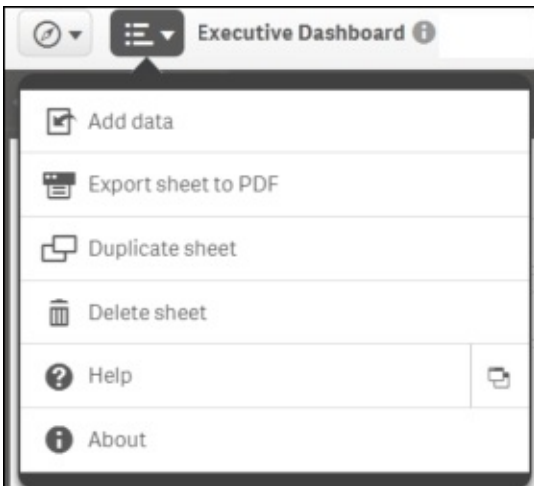 Executive Dashboard
Add data
Export sheet to PDF
Duplicate sheet
Delete sheet
Help
About